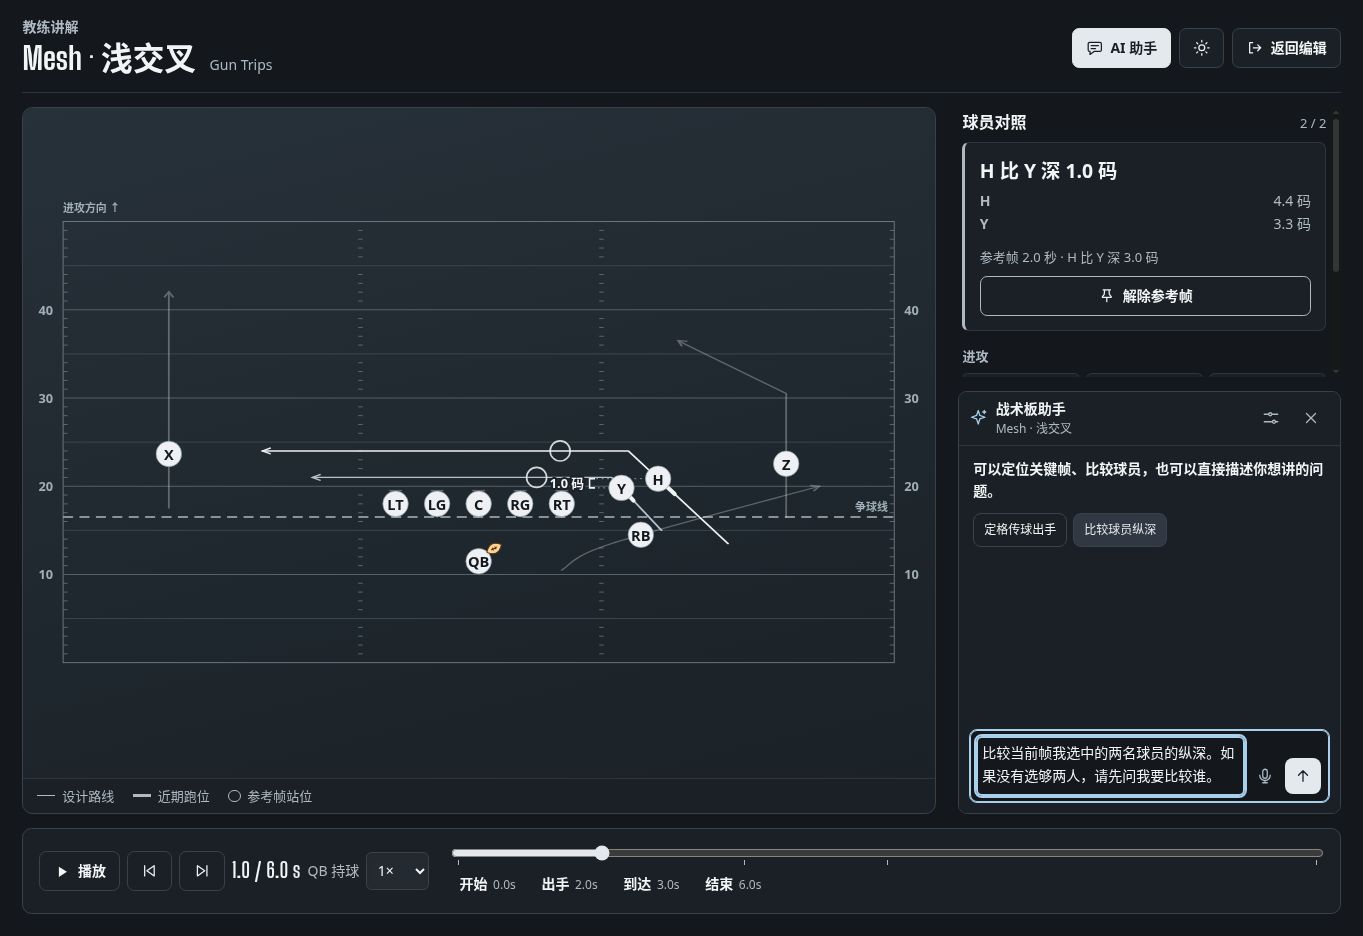 教练讲解
Mesh · 浅交叉 Gun Trips
AI 助手
返回编辑
进攻方向 ↑
40 40
30 30
20 20
10 10
争球线
X
Z
H
Y
1.0 码
LT LG C RG RT
RB
QB
设计路线 近期跑位 参考帧站位
球员对照 2 / 2
H 比 Y 深 1.0 码
H 4.4 码
Y 3.3 码
参考帧 2.0 秒 · H 比 Y 深 3.0 码
解除参考帧
进攻
战术板助手
Mesh · 浅交叉
可以定位关键帧、比较球员，也可以直接描述你想讲的问
题。
定格传球出手 比较球员纵深
比较当前帧我选中的两名球员的纵深。如
果没有选够两人，请先问我要比较谁。
播放 1.0 / 6.0 s QB 持球 1×
开始 0.0s 出手 2.0s 到达 3.0s 结束 6.0s